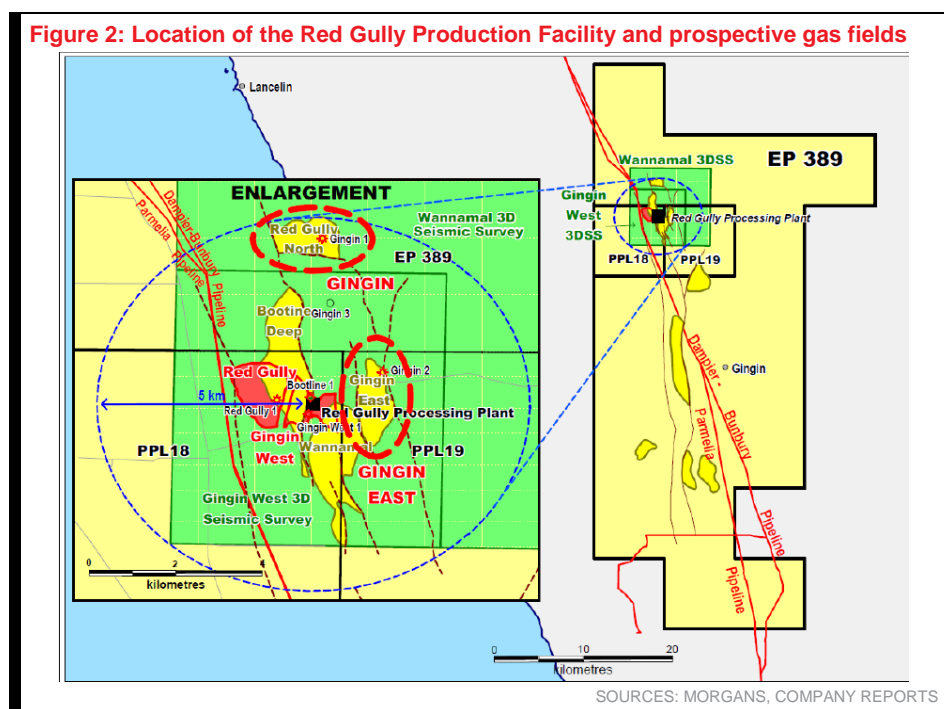 Figure 2: Location of the Red Gully Production Facility and prospective gas fields
Lancelin
Wannamal 3DSS
EP 389
Gingin
West
3DSS
Red Gully Processing Plant
PPL18
PPL19
Gingin
Dampier -
Bunbury
Pipeline
Parmelia
Pipeline
0
10
20
kilometres
ENLARGEMENT
Dampier-Bunbury
Pipeline
Parmelia
Pipeline
Red Gully
North
Gingin 1
Wannamal 3D
Seismic Survey
EP 389
GINGIN
Bootine
Deep
Gingin 3
Red Gully
Bootline 1
Gingin
East
Gingin 2
5 km
Red Gully 1
Red Gully Processing Plant
Gingin West 1
Gingin
West
Wannamal
PPL18
PPL19
GINGIN
EAST
Gingin West 3D
Seismic Survey
0
2
4
kilometres
SOURCES: MORGANS, COMPANY REPORTS